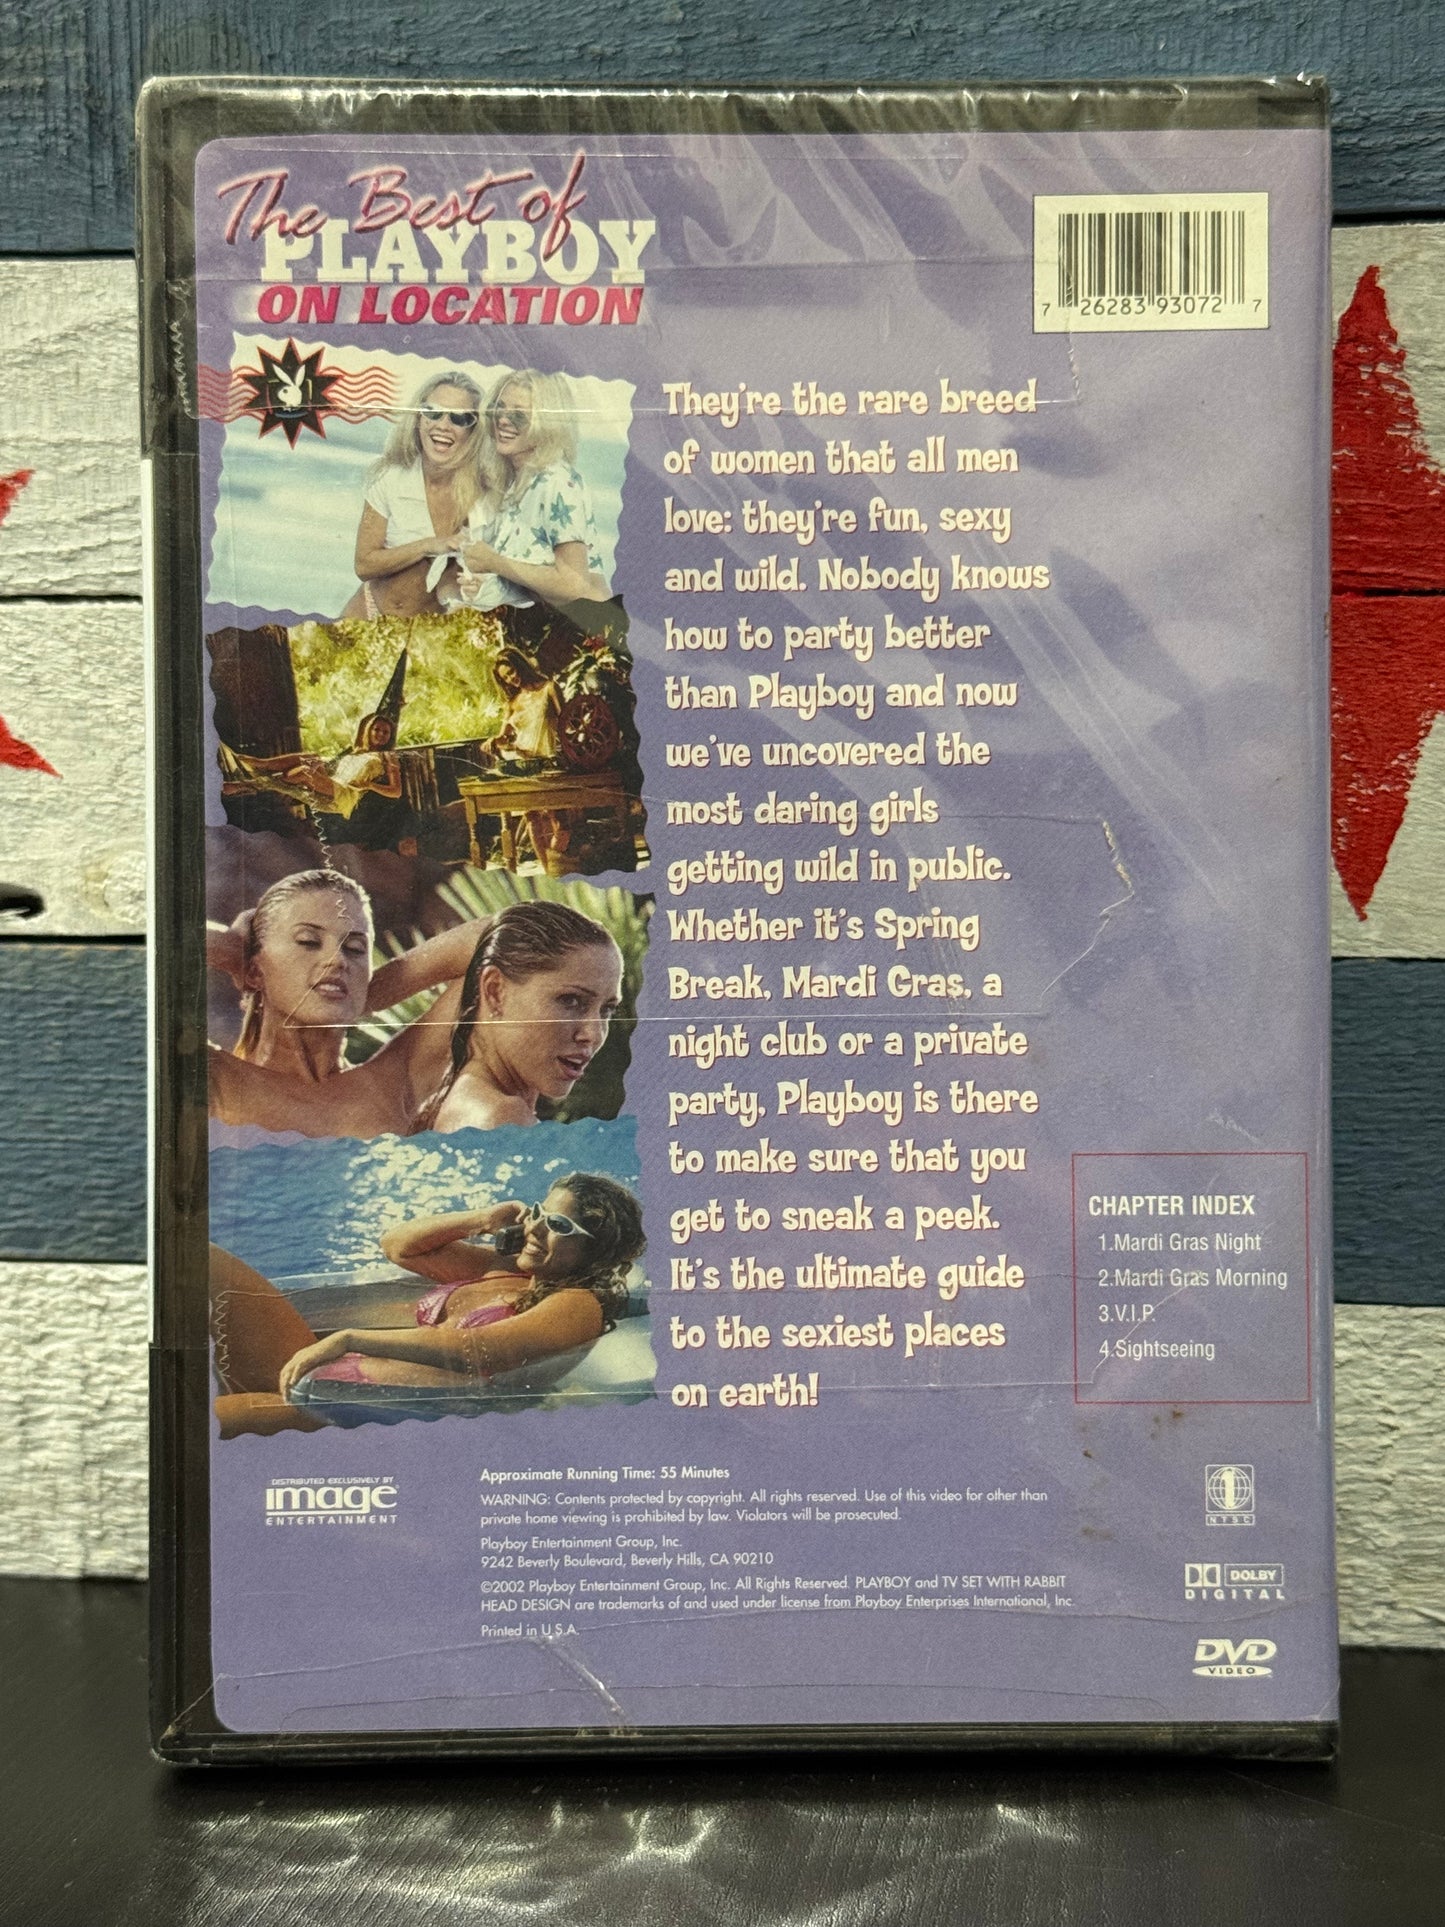 The Best of
PLAYBOY
ON LOCATION
7 26283 93072 7
They're the rare breed
of women that all men
love: they're fun, sexy
and wild. Nobody knows
how to party better
than Playboy and now
we've uncovered the
most daring girls
getting wild in public.
Whether it's Spring
Break, Mardi Gras, a
night club or a private
party, Playboy is there
to make sure that you
get to sneak a peek.
It's the ultimate guide
to the sexiest places
on earth!
CHAPTER INDEX
1.Mardi Gras Night
2.Mardi Gras Morning
3.V.I.P.
4.Sightseeing
DISTRIBUTED EXCLUSIVELY BY
image
ENTERTAINMENT
Approximate Running Time: 55 Minutes
WARNING: Contents protected by copyright. All rights reserved. Use of this video for other than
private home viewing is prohibited by law. Violators will be prosecuted.
Playboy Entertainment Group, Inc.
9242 Beverly Boulevard, Beverly Hills, CA 90210
©2002 Playboy Entertainment Group, Inc. All Rights Reserved. PLAYBOY and TV SET WITH RABBIT
HEAD DESIGN are trademarks of and used under license from Playboy Enterprises International, Inc.
Printed in U.S.A.
1
NTSC
DOLBY
DIGITAL
DVD
VIDEO